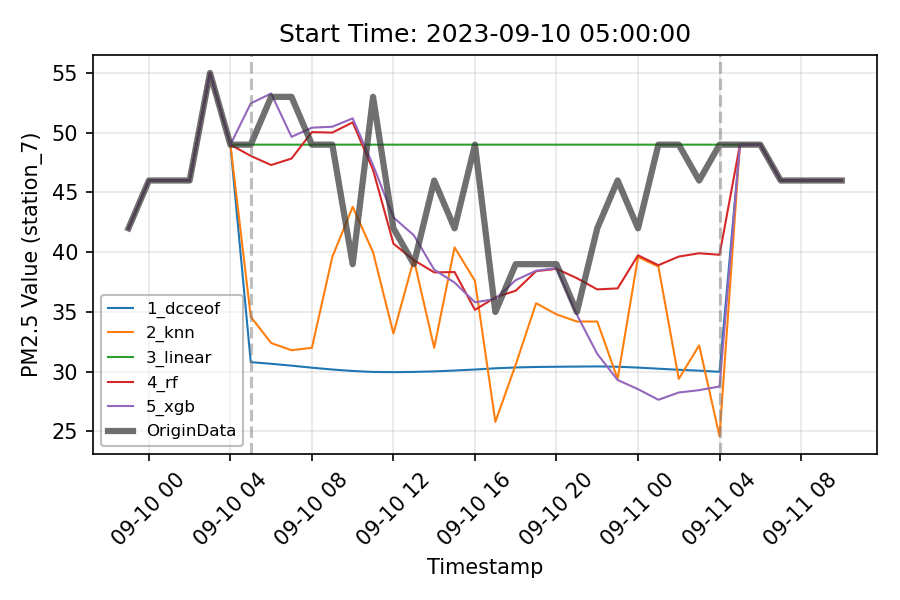 Start Time: 2023-09-10 05:00:00
PM2.5 Value (station_7)
55
50
45
40
35
30
25
1_dcceof
2_knn
3_linear
4_rf
5_xgb
OriginData
09-10 00
09-10 04
09-10 08
09-10 12
09-10 16
09-10 20
09-11 00
09-11 04
09-11 08
Timestamp